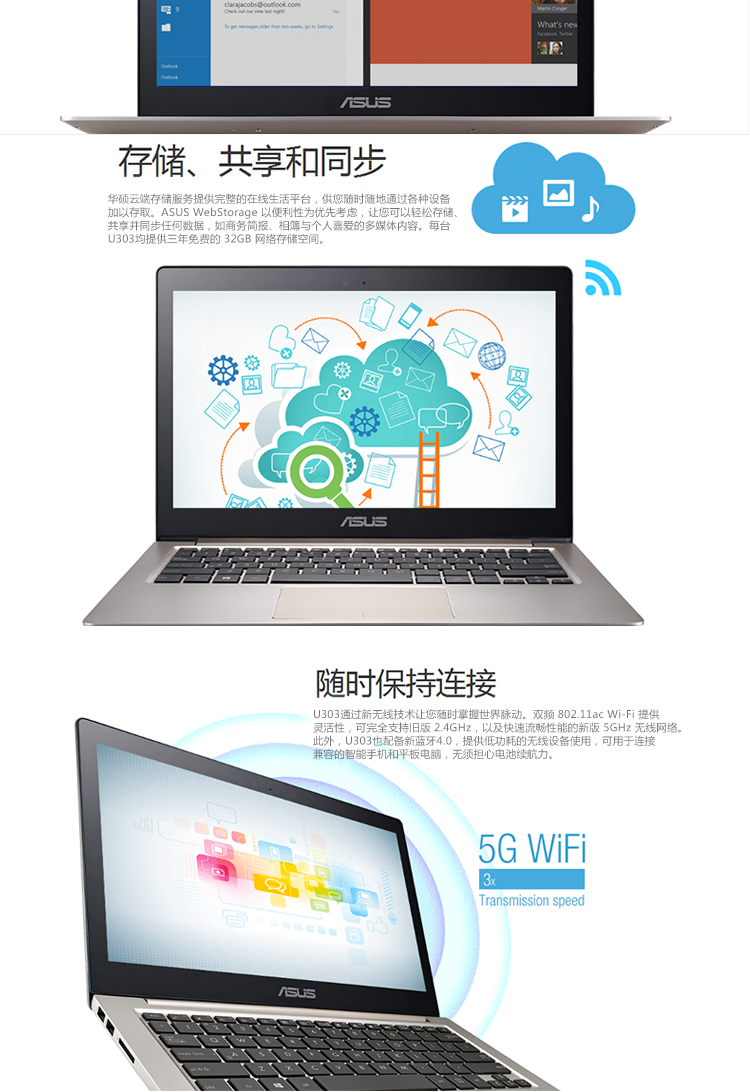 9
clarajacobs@outlook.com
Check out our view last night!
Tue
To get messages older than two weeks, go to Settings
Outlook
Outlook
Martin Conger
What's new
Facebook, Twitter
ASUS
存储、共享和同步
华硕云端存储服务提供完整的在线生活平台，供您随时随地通过各种设备
加以存取。ASUS WebStorage 以便利性为优先考虑，让您可以轻松存储、
共享并同步任何数据，如商务简报、相簿与个人喜爱的多媒体内容。每台
U303均提供三年免费的 32GB 网络存储空间。
ASUS
随时保持连接
U303通过新无线技术让您随时掌握世界脉动。双频 802.11ac Wi-Fi 提供
灵活性，可完全支持旧版 2.4GHz，以及快速流畅性能的新版 5GHz 无线网络。
此外，U303也配备新蓝牙4.0，提供低功耗的无线设备使用，可用于连接
兼容的智能手机和平板电脑，无须担心电池续航力。
5G WiFi
3x
Transmission speed
ASUS